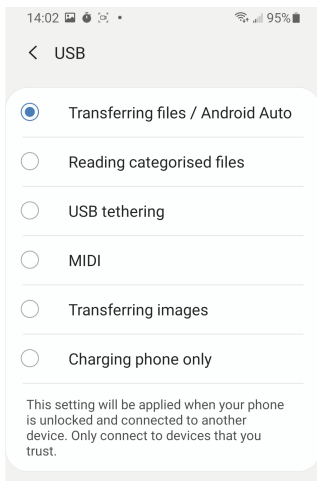 14:02 95%
USB
Transferring files / Android Auto
Reading categorised files
USB tethering
MIDI
Transferring images
Charging phone only
This setting will be applied when your phone
is unlocked and connected to another
device. Only connect to devices that you
trust.